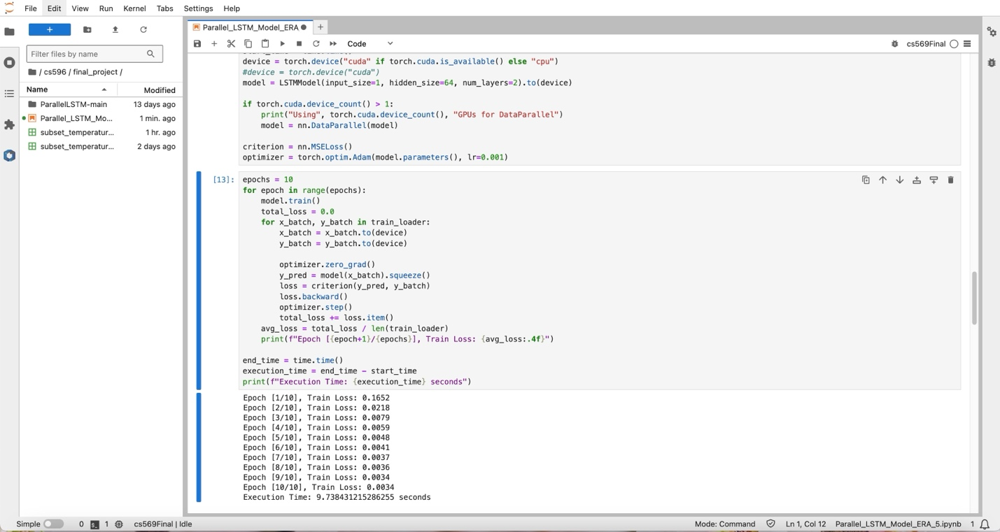 File Edit View Run Kernel Tabs Settings Help
Filter files by name
/ cs596 / final_project /
Name Modified
ParallelLSTM-main 13 days ago
Parallel_LSTM_Mo... 1 min. ago
subset_temperatur... 1 hr. ago
subset_temperatur... 2 days ago
Parallel_LSTM_Model_ERA
Code cs569Final
device = torch.device("cuda" if torch.cuda.is_available() else "cpu")
#device = torch.device("cuda")
model = LSTMModel(input_size=1, hidden_size=64, num_layers=2).to(device)
if torch.cuda.device_count() > 1:
    print("Using", torch.cuda.device_count(), "GPUs for DataParallel")
    model = nn.DataParallel(model)
criterion = nn.MSELoss()
optimizer = torch.optim.Adam(model.parameters(), lr=0.001)
[13]: epochs = 10
for epoch in range(epochs):
    model.train()
    total_loss = 0.0
    for x_batch, y_batch in train_loader:
        x_batch = x_batch.to(device)
        y_batch = y_batch.to(device)
        optimizer.zero_grad()
        y_pred = model(x_batch).squeeze()
        loss = criterion(y_pred, y_batch)
        loss.backward()
        optimizer.step()
        total_loss += loss.item()
    avg_loss = total_loss / len(train_loader)
    print(f"Epoch [{epoch+1}/{epochs}], Train Loss: {avg_loss:.4f}")
end_time = time.time()
execution_time = end_time - start_time
print(f"Execution Time: {execution_time} seconds")
Epoch [1/10], Train Loss: 0.1652
Epoch [2/10], Train Loss: 0.0218
Epoch [3/10], Train Loss: 0.0079
Epoch [4/10], Train Loss: 0.0059
Epoch [5/10], Train Loss: 0.0048
Epoch [6/10], Train Loss: 0.0041
Epoch [7/10], Train Loss: 0.0037
Epoch [8/10], Train Loss: 0.0036
Epoch [9/10], Train Loss: 0.0034
Epoch [10/10], Train Loss: 0.0034
Execution Time: 9.738431215286255 seconds
Simple 0 1 cs569Final | Idle Mode: Command Ln 1, Col 12 Parallel_LSTM_Model_ERA_5.ipynb 1